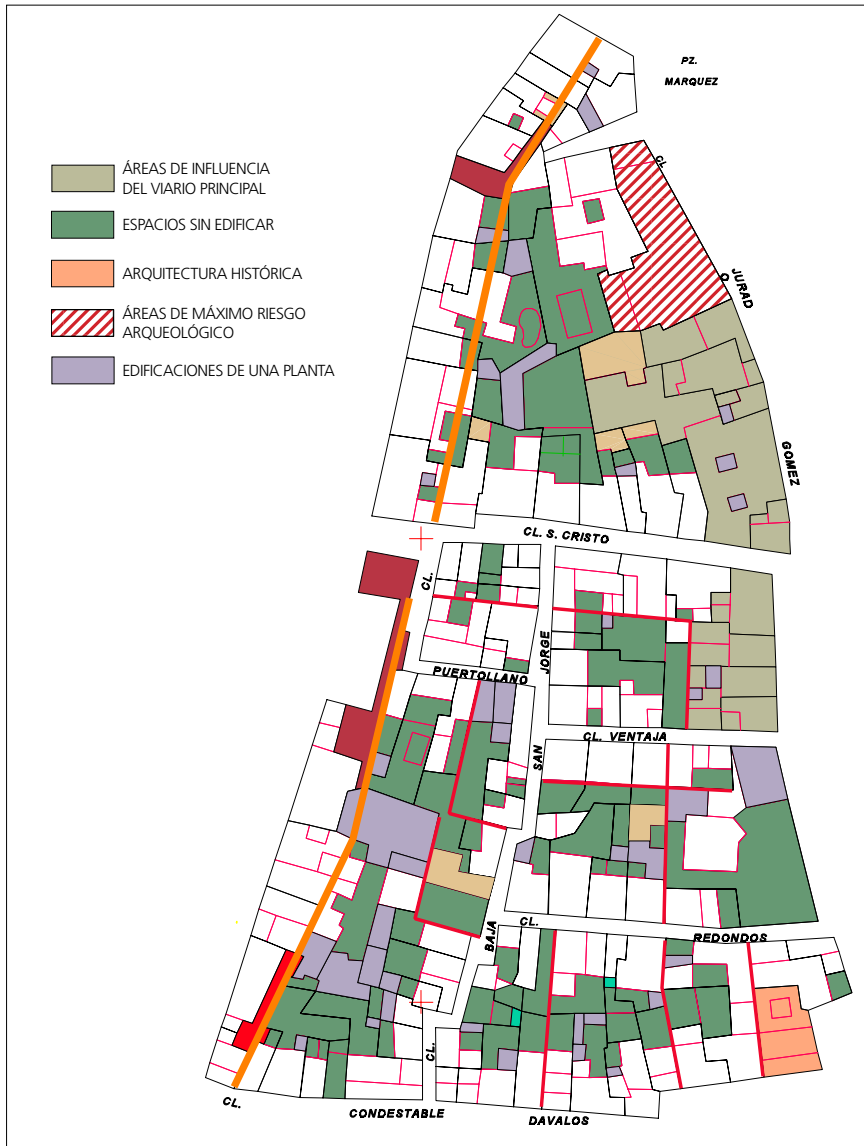 PZ.
MARQUEZ
ÁREAS DE INFLUENCIA
DEL VIARIO PRINCIPAL
ESPACIOS SIN EDIFICAR
ARQUITECTURA HISTÓRICA
ÁREAS DE MÁXIMO RIESGO
ARQUEOLÓGICO
EDIFICACIONES DE UNA PLANTA
CL.
JURADO
GOMEZ
CL. S. CRISTO
CL.
PUERTOLLANO
JORGE
SAN
CL. VENTAJA
CL.
REDONDOS
BAJA
CL.
CL.
CONDESTABLE
DAVALOS